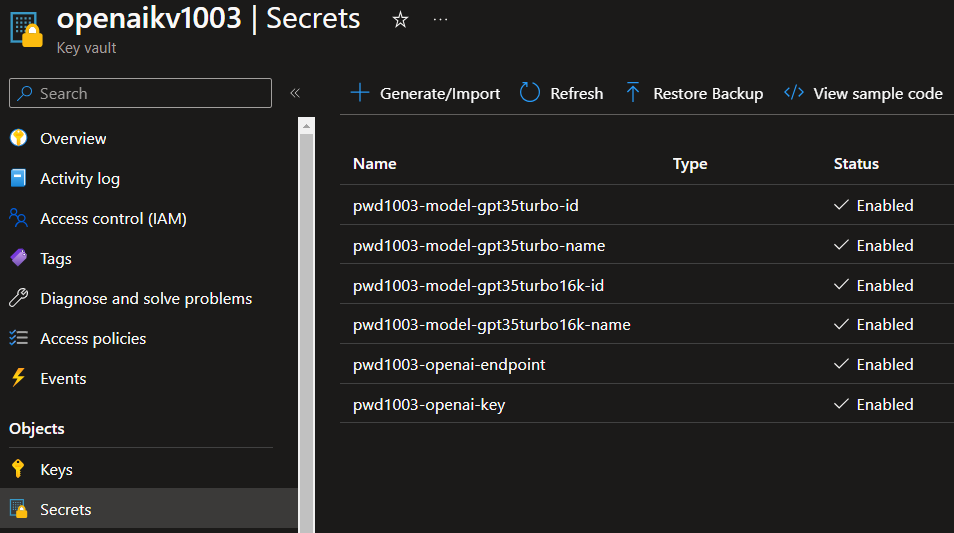 openaikv1003 | Secrets
Key vault
Search
Overview
Activity log
Access control (IAM)
Tags
Diagnose and solve problems
Access policies
Events
Objects
Keys
Secrets
Generate/Import Refresh Restore Backup View sample code
Name Type Status
pwd1003-model-gpt35turbo-id Enabled
pwd1003-model-gpt35turbo-name Enabled
pwd1003-model-gpt35turbo16k-id Enabled
pwd1003-model-gpt35turbo16k-name Enabled
pwd1003-openai-endpoint Enabled
pwd1003-openai-key Enabled